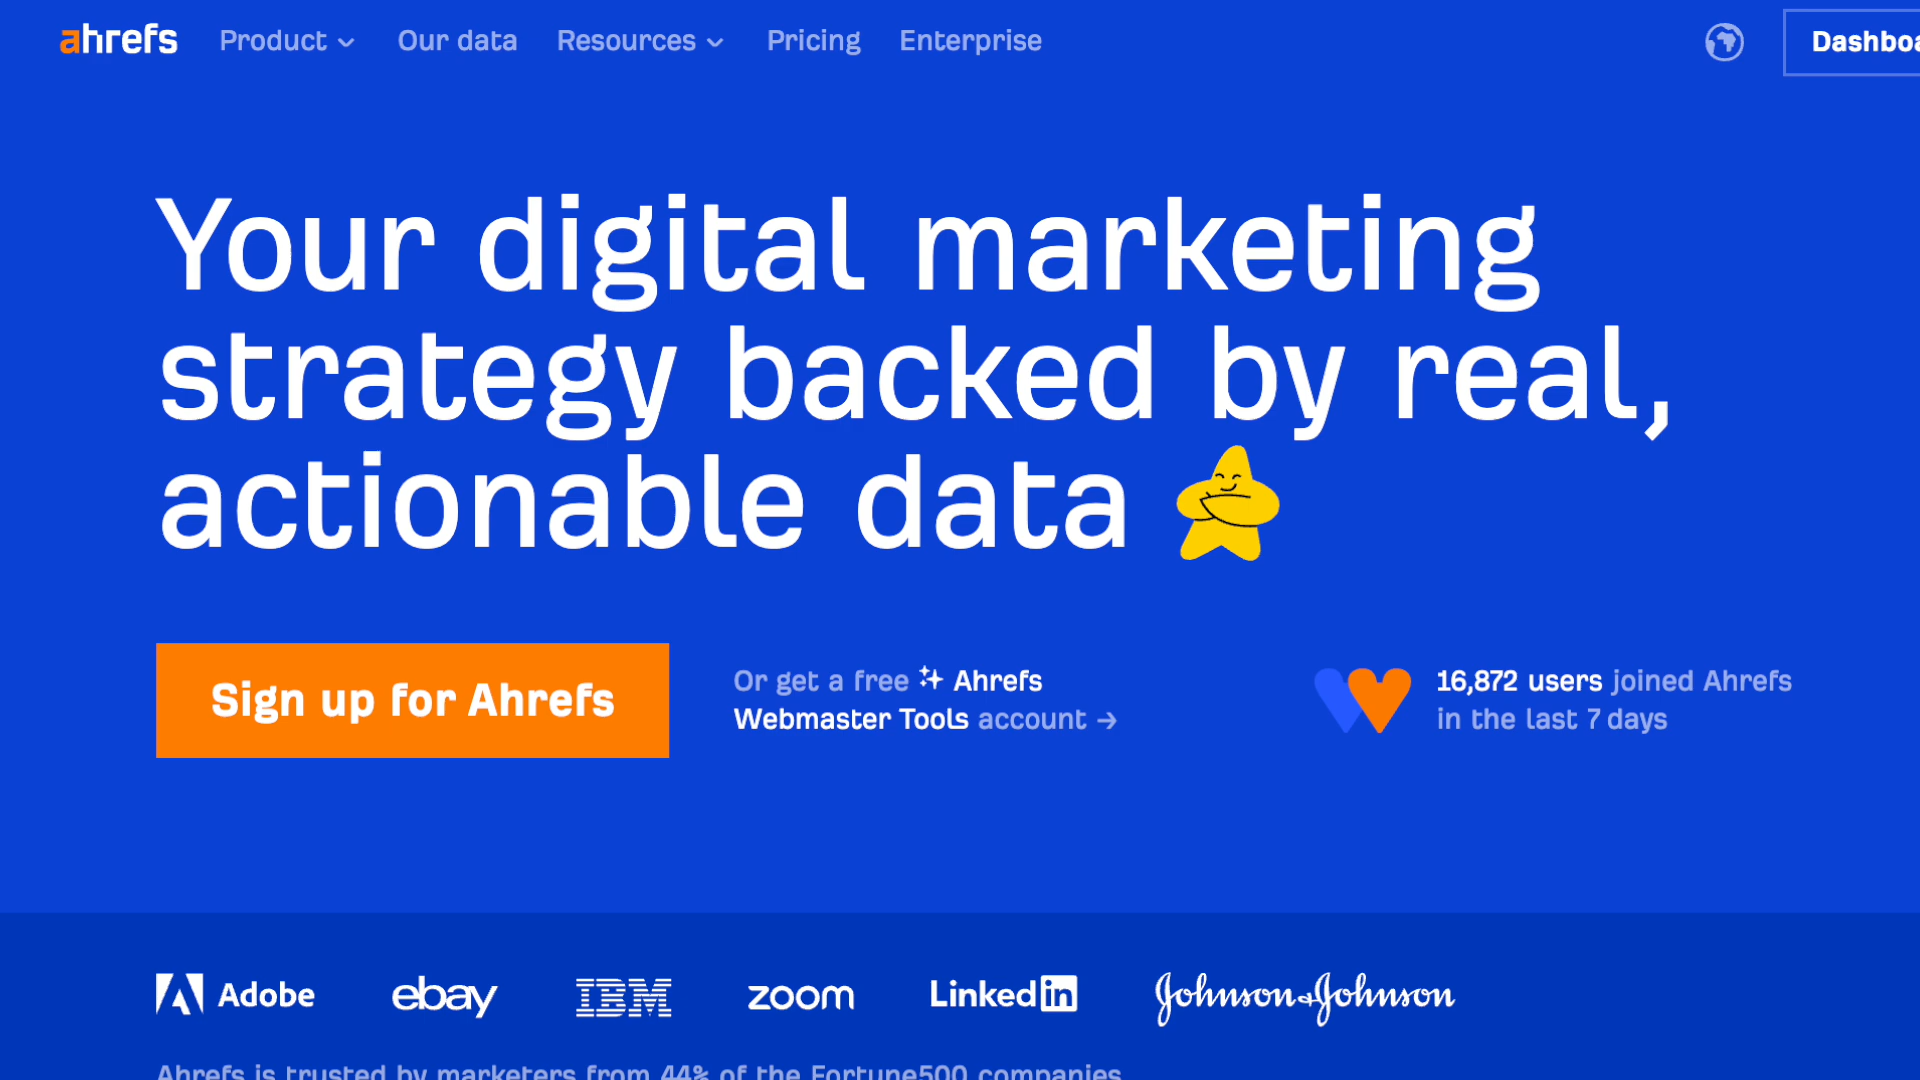 ahrefs Product Our data Resources Pricing Enterprise Dashboa
Your digital marketing
strategy backed by real,
actionable data
Sign up for Ahrefs
Or get a free Ahrefs
Webmaster Tools account →
16,872 users joined Ahrefs
in the last 7 days
Adobe ebay IBM zoom Linkedin Johnson&Johnson
Ahrefs is trusted by marketers from 44% of the Fortune500 companies